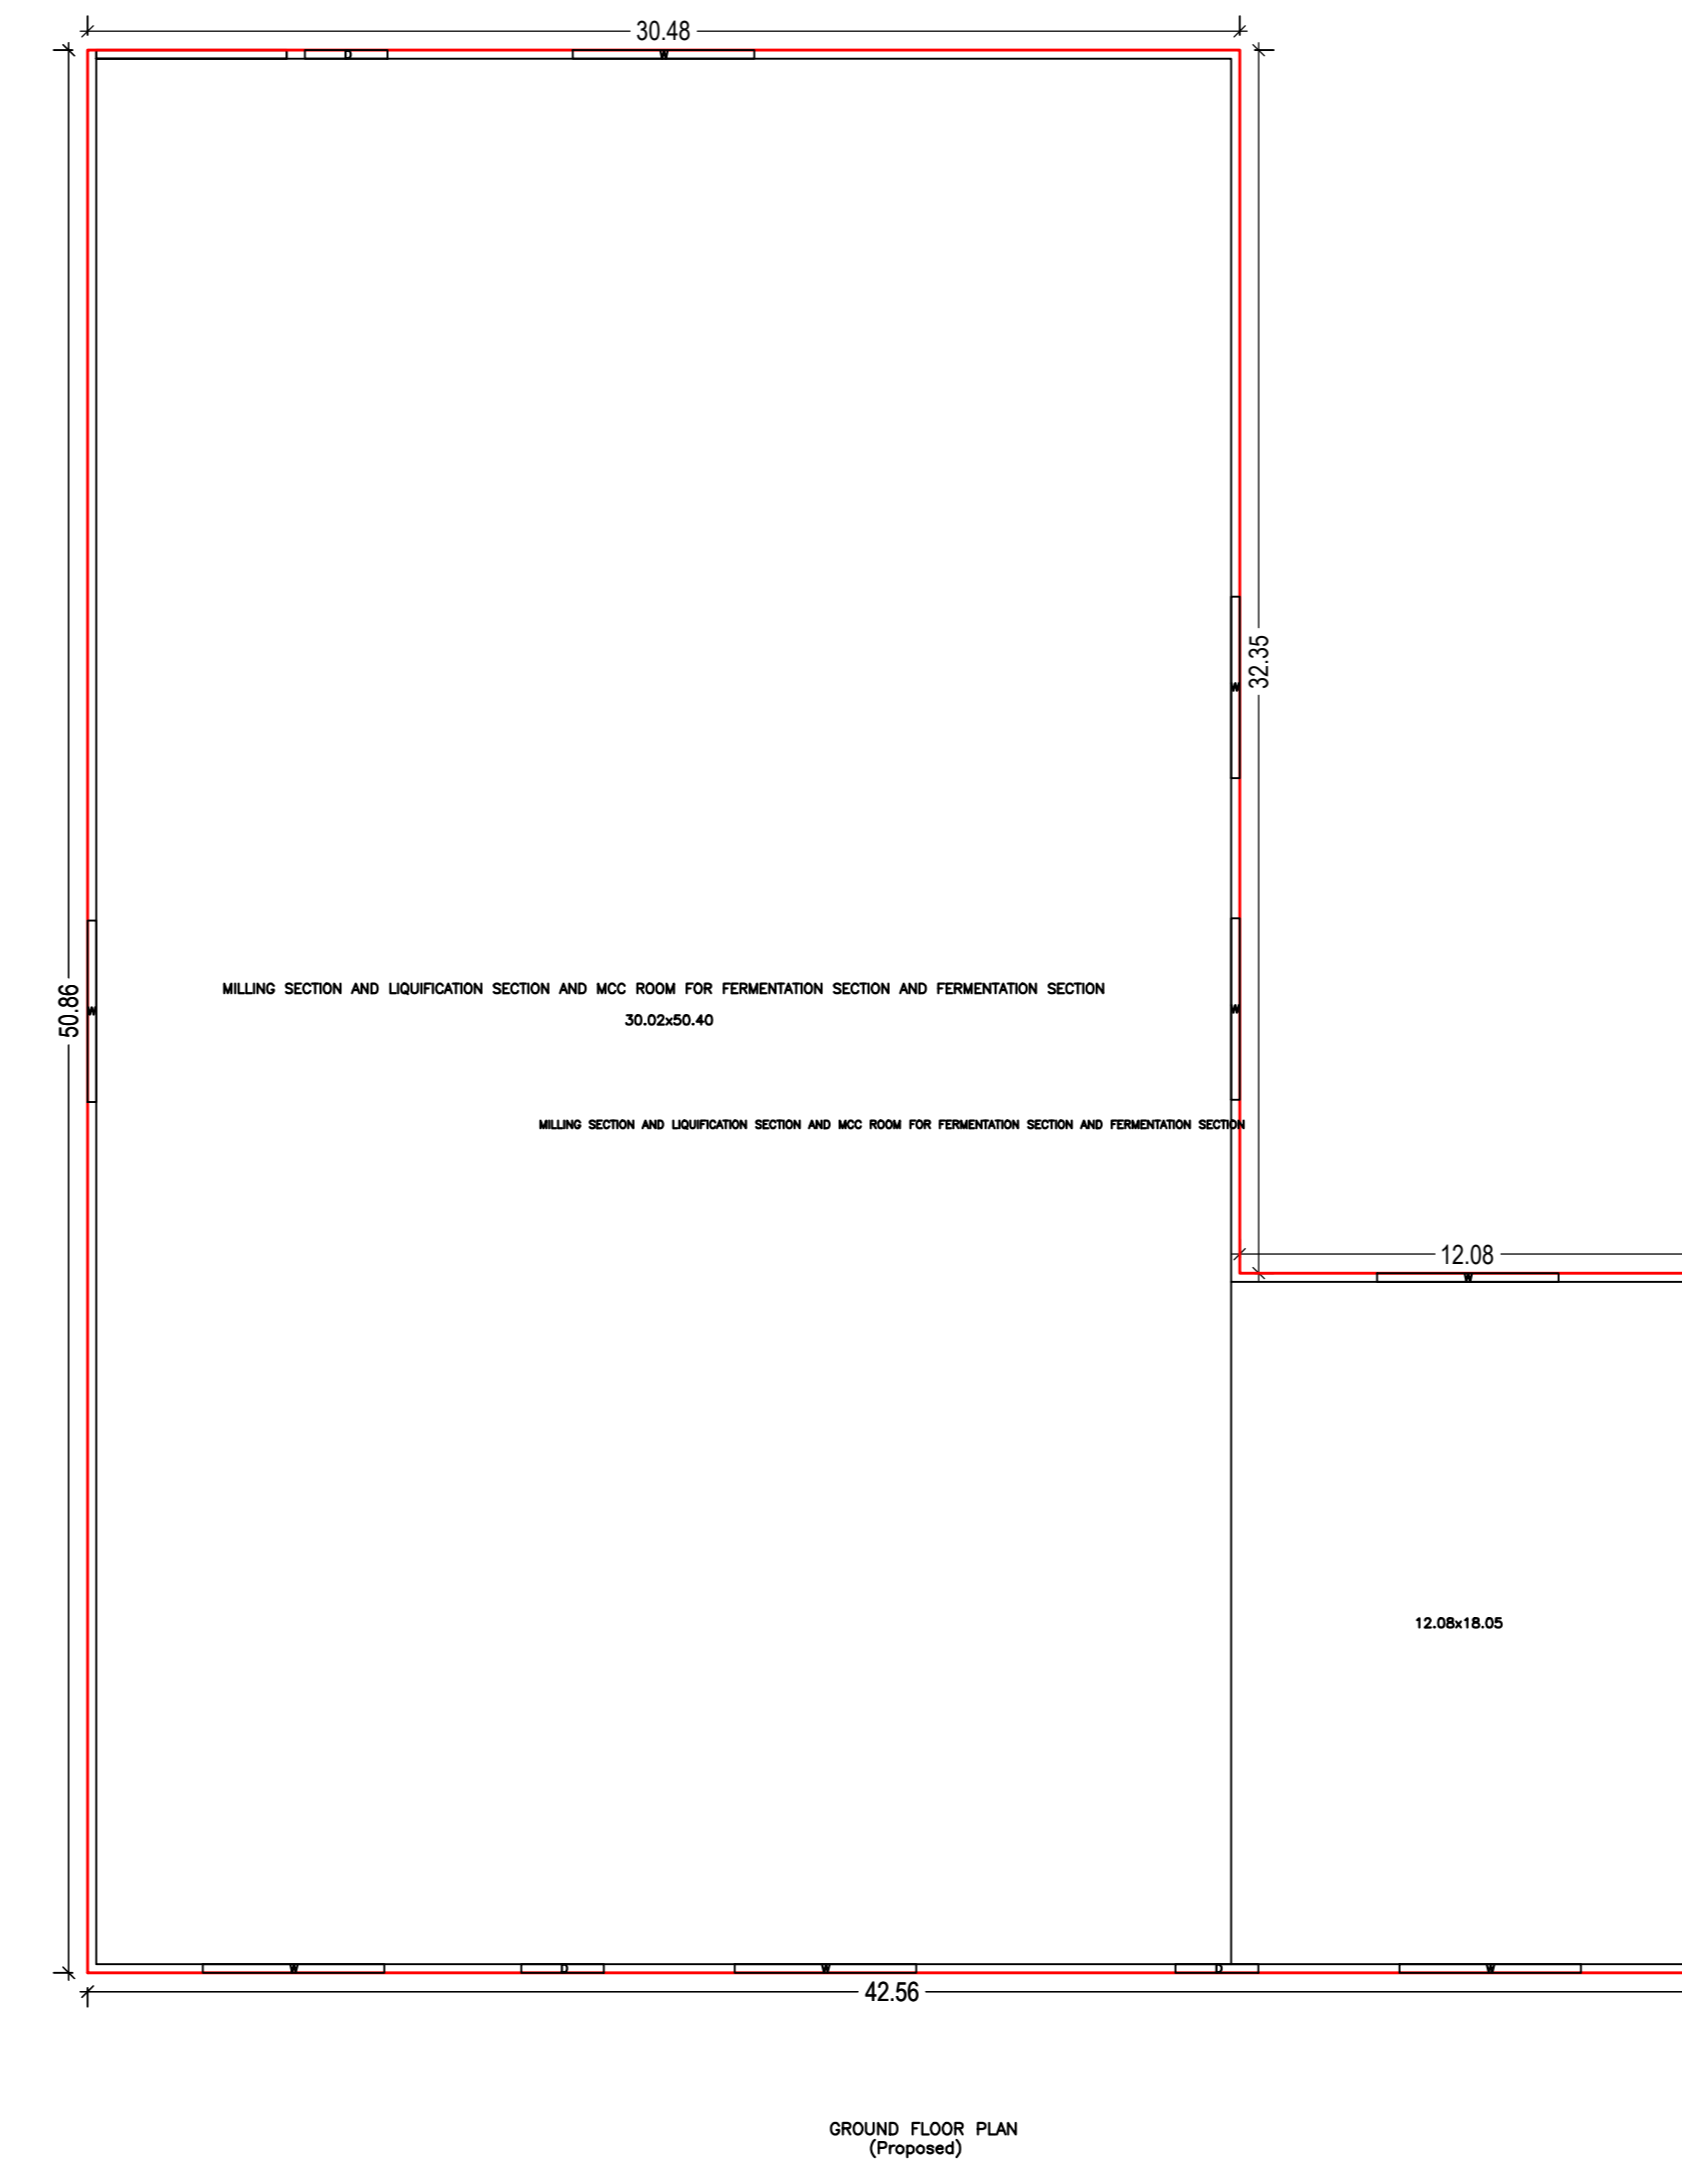 30.48
D
W
32.35
W
W
50.86
W
MILLING SECTION AND LIQUIFICATION SECTION AND MCC ROOM FOR FERMENTATION SECTION AND FERMENTATION SECTION
30.02x50.40
MILLING SECTION AND LIQUIFICATION SECTION AND MCC ROOM FOR FERMENTATION SECTION AND FERMENTATION SECTION
12.08
W
12.08x18.05
W
D
W
D
W
42.56
GROUND FLOOR PLAN
(Proposed)